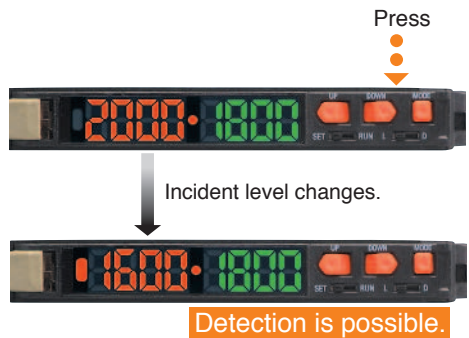 Press
2000 1800
UP DOWN MODE
SET RUN L D
Incident level changes.
1600 1800
UP DOWN MODE
SET RUN L D
Detection is possible.